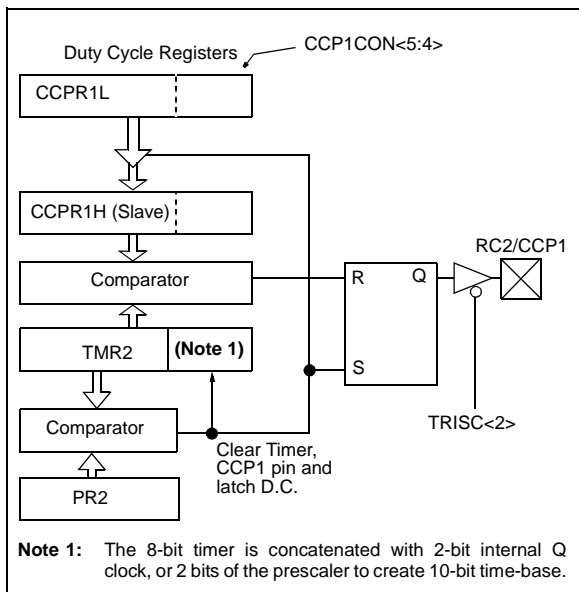 Duty Cycle Registers
CCP1CON<5:4>
CCPR1L
CCPR1H (Slave)
Comparator
RC2/CCP1
R
Q
TMR2
(Note 1)
S
TRISC<2>
Comparator
Clear Timer,
CCP1 pin and
latch D.C.
PR2
Note 1: The 8-bit timer is concatenated with 2-bit internal Q
clock, or 2 bits of the prescaler to create 10-bit time-base.